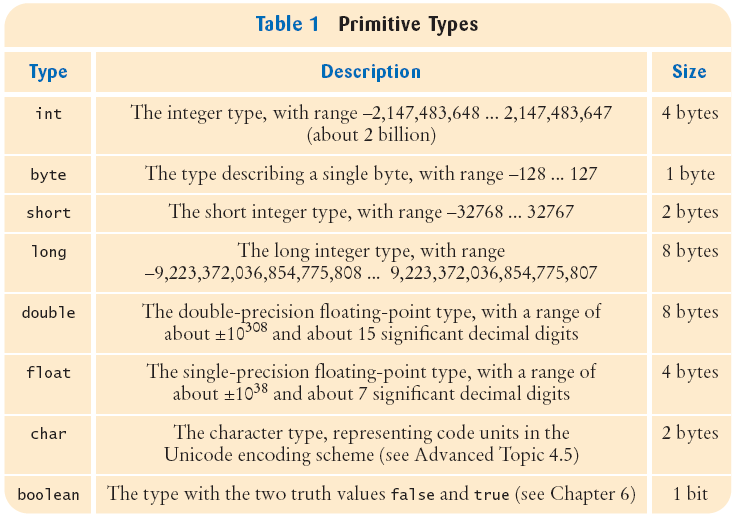 Table 1 Primitive Types
Type Description Size
int The integer type, with range –2,147,483,648 ... 2,147,483,647 4 bytes
(about 2 billion)
byte The type describing a single byte, with range –128 ... 127 1 byte
short The short integer type, with range –32768 ... 32767 2 bytes
long The long integer type, with range 8 bytes
–9,223,372,036,854,775,808 ... 9,223,372,036,854,775,807
double The double-precision floating-point type, with a range of 8 bytes
about ±10³⁰⁸ and about 15 significant decimal digits
float The single-precision floating-point type, with a range of 4 bytes
about ±10³⁸ and about 7 significant decimal digits
char The character type, representing code units in the 2 bytes
Unicode encoding scheme (see Advanced Topic 4.5)
boolean The type with the two truth values false and true (see Chapter 6) 1 bit